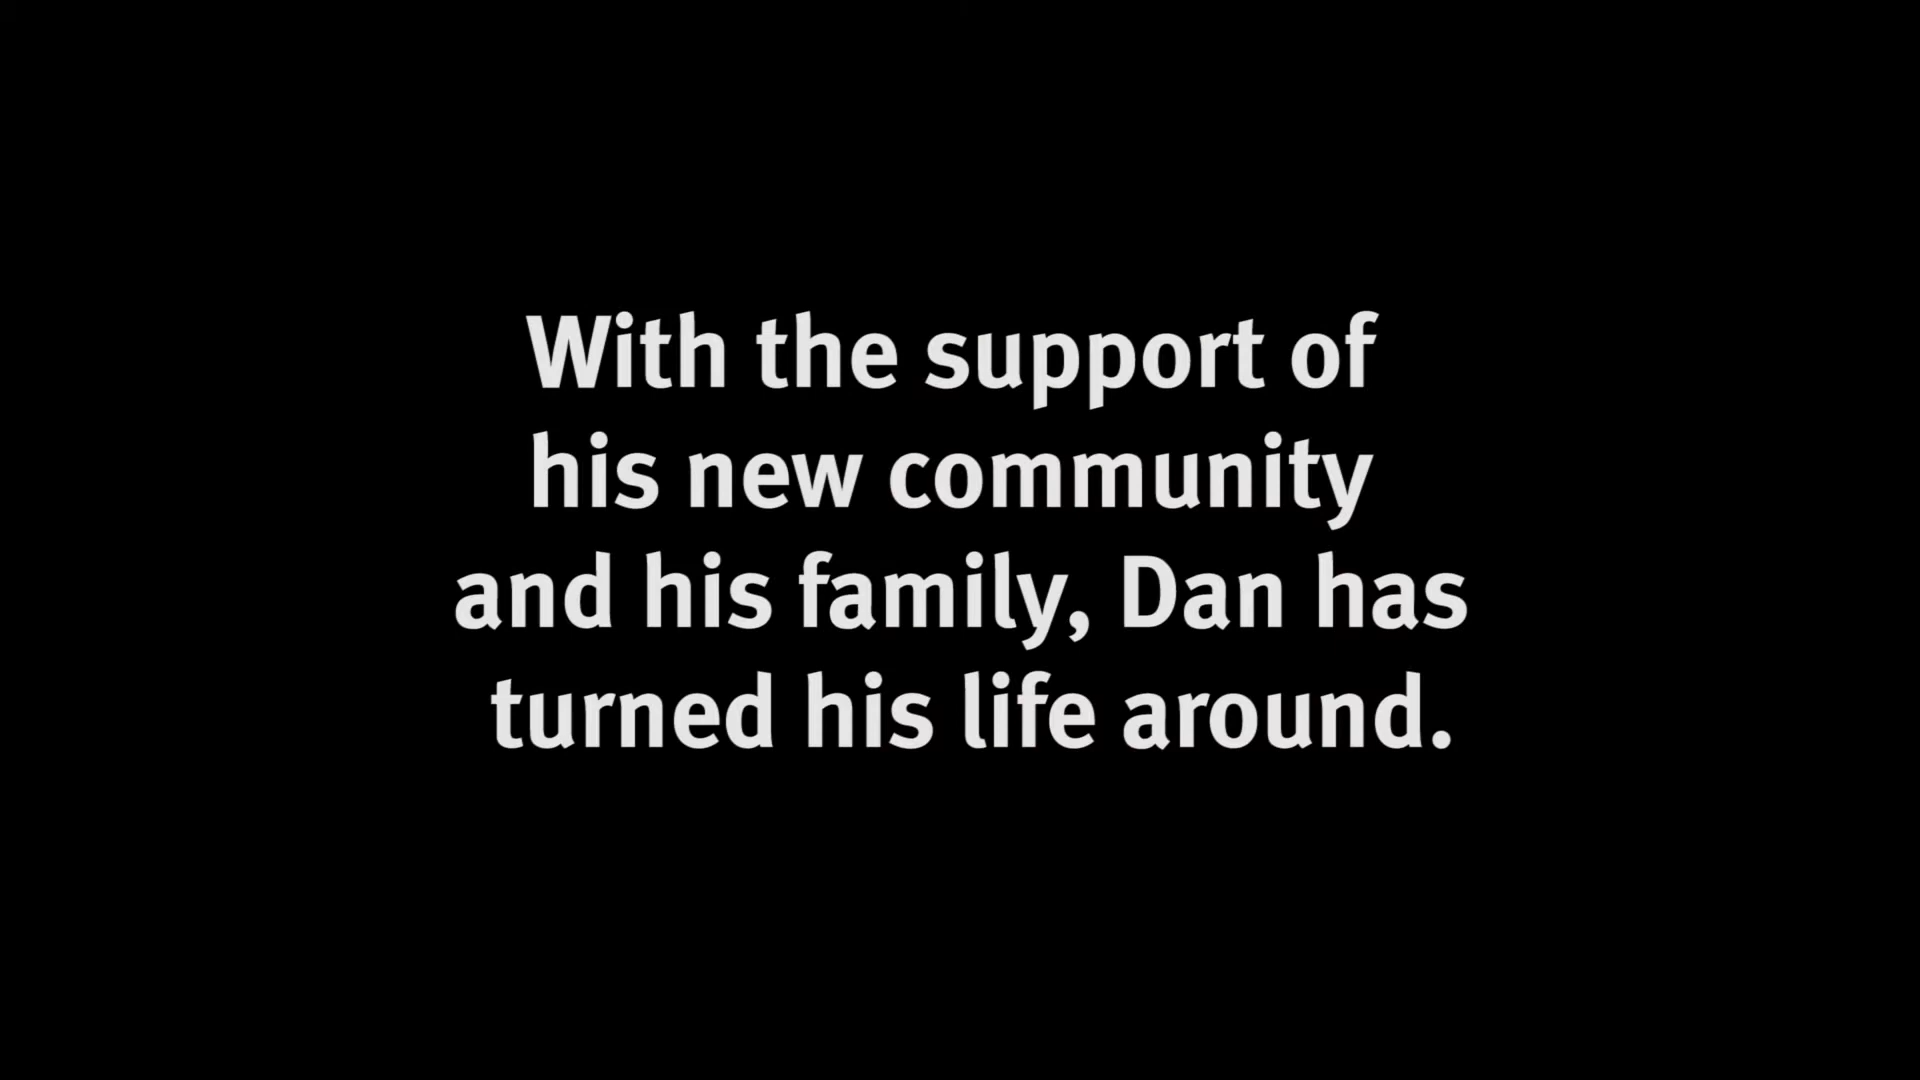 With the support of
his new community
and his family, Dan has
turned his life around.